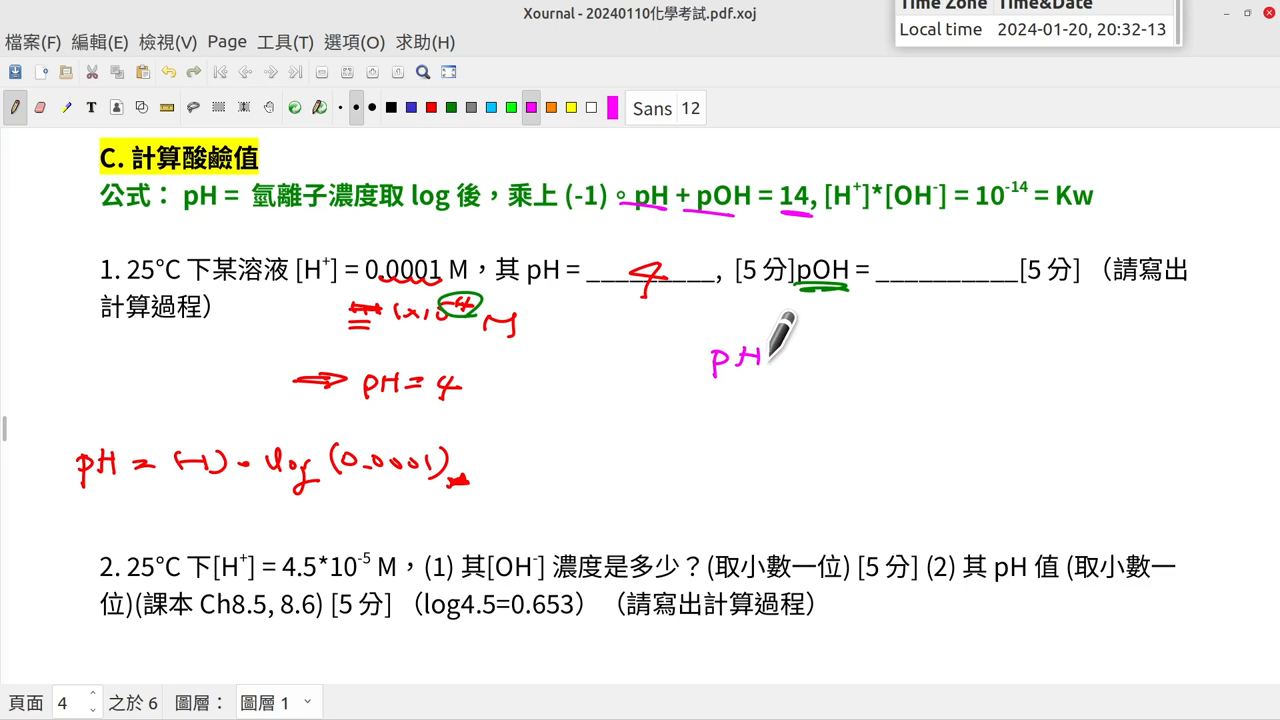 Xournal - 20240110化學考試.pdf.xoj
Time Zone Time&Date
Local time 2024-01-20, 20:32-13
檔案(F) 編輯(E) 檢視(V) Page 工具(T) 選項(O) 求助(H)
Sans 12
C. 計算酸鹼值
公式： pH = 氫離子濃度取 log 後，乘上 (-1)。pH + pOH = 14, [H⁺]*[OH⁻] = 10⁻¹⁴ = Kw
1. 25°C 下某溶液 [H⁺] = 0.0001 M，其 pH = ____4____, [5 分]pOH = __________[5 分] （請寫出
計算過程）
= 1x10⁻⁴ M
pH
⇒ pH = 4
pH = (-1) · log (0.0001)
2. 25°C 下[H⁺] = 4.5*10⁻⁵ M，(1) 其[OH⁻] 濃度是多少？(取小數一位) [5 分] (2) 其 pH 值 (取小數一
位)(課本 Ch8.5, 8.6) [5 分] （log4.5=0.653）（請寫出計算過程）
頁面 4 之於 6 圖層： 圖層 1